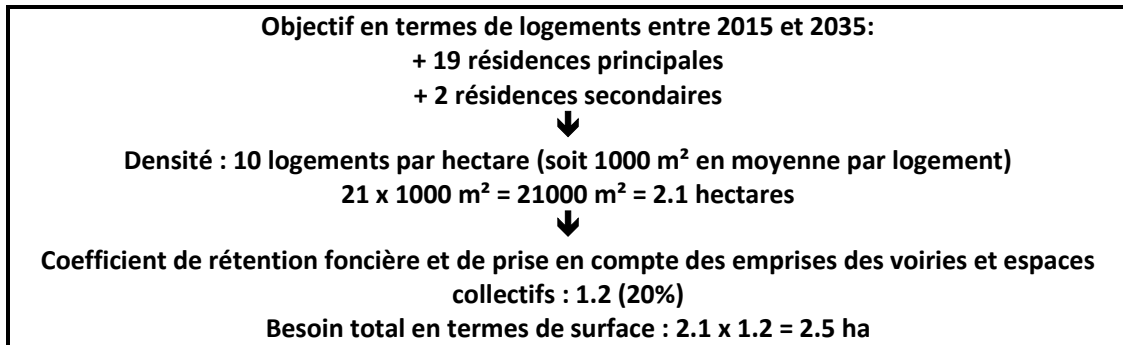 Objectif en termes de logements entre 2015 et 2035:
+ 19 résidences principales
+ 2 résidences secondaires
🡻
Densité : 10 logements par hectare (soit 1000 m² en moyenne par logement)
21 x 1000 m² = 21000 m² = 2.1 hectares
🡻
Coefficient de rétention foncière et de prise en compte des emprises des voiries et espaces
collectifs : 1.2 (20%)
Besoin total en termes de surface : 2.1 x 1.2 = 2.5 ha